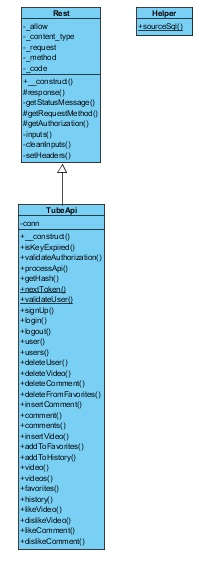 Rest
-_allow
-_content_type
-_request
-_method
-_code
+__construct()
#response()
-getStatusMessage()
#getRequestMethod()
#getAuthorization()
-inputs()
-cleanInputs()
-setHeaders()
Helper
+sourceSql()
TubeApi
-conn
+__construct()
+isKeyExpired()
+validateAuthorization()
+processApi()
+getHash()
+nextToken()
+validateUser()
+signUp()
+login()
+logout()
+user()
+users()
+deleteUser()
+deleteVideo()
+deleteComment()
+deleteFromFavorites()
+insertComment()
+comment()
+comments()
+insertVideo()
+addToFavorites()
+addToHistory()
+video()
+videos()
+favorites()
+history()
+likeVideo()
+dislikeVideo()
+likeComment()
+dislikeComment()